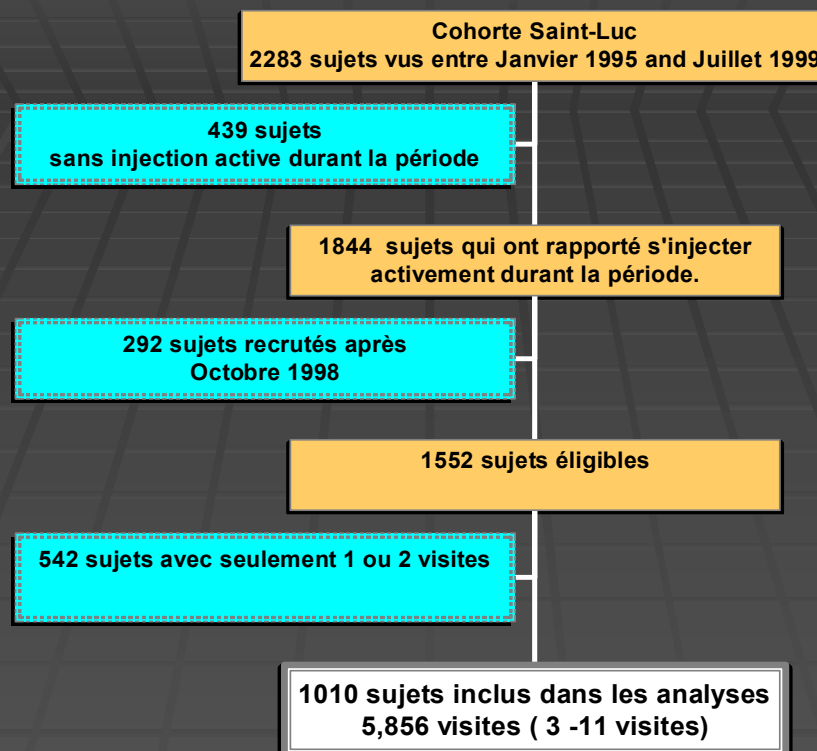 Cohorte Saint-Luc
2283 sujets vus entre Janvier 1995 and Juillet 1999
439 sujets
sans injection active durant la période
1844 sujets qui ont rapporté s'injecter
activement durant la période.
292 sujets recrutés après
Octobre 1998
1552 sujets éligibles
542 sujets avec seulement 1 ou 2 visites
1010 sujets inclus dans les analyses
5,856 visites ( 3 -11 visites)